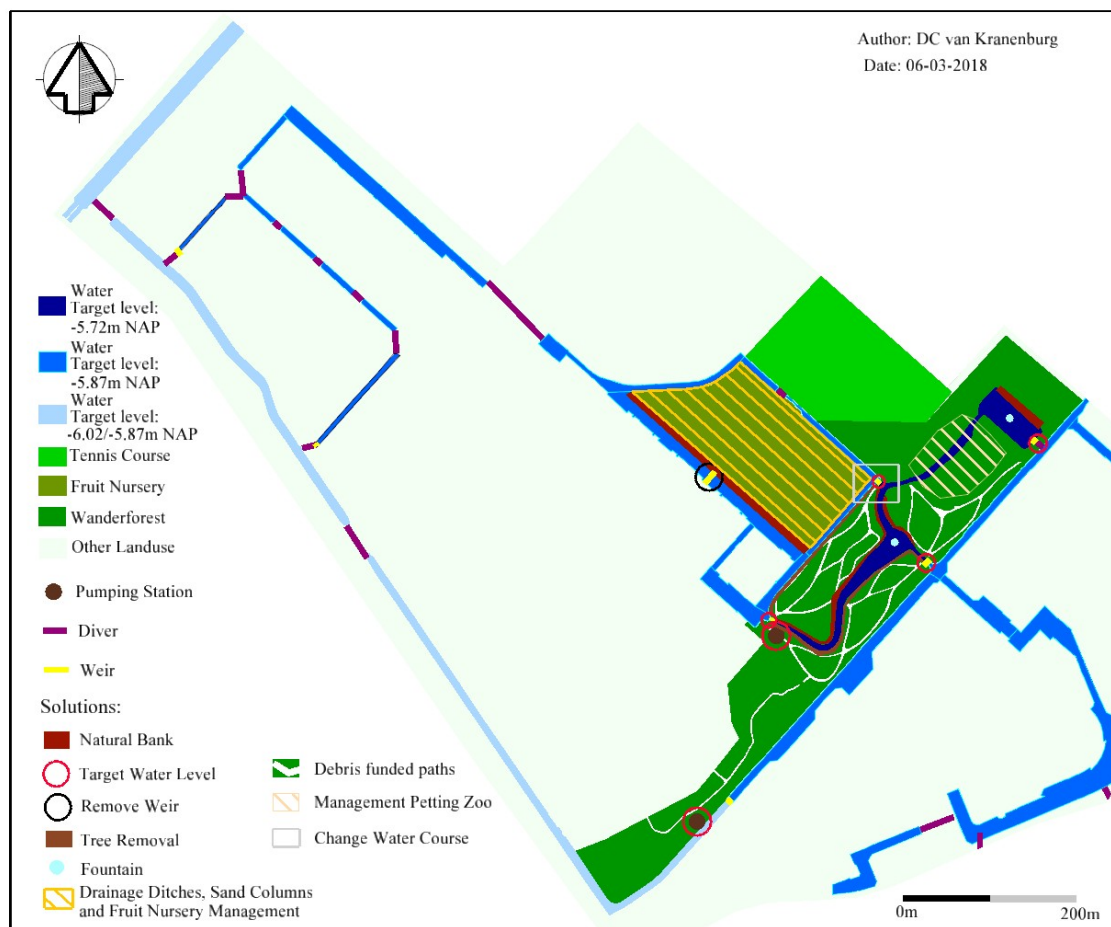 Author: DC van Kranenburg
Date: 06-03-2018
Water
Target level:
-5.72m NAP
Water
Target level:
-5.87m NAP
Water
Target level:
-6.02/-5.87m NAP
Tennis Course
Fruit Nursery
Wanderforest
Other Landuse
Pumping Station
Diver
Weir
Solutions:
Natural Bank
Target Water Level
Remove Weir
Tree Removal
Fountain
Drainage Ditches, Sand Columns
and Fruit Nursery Management
Debris funded paths
Management Petting Zoo
Change Water Course
0m
200m